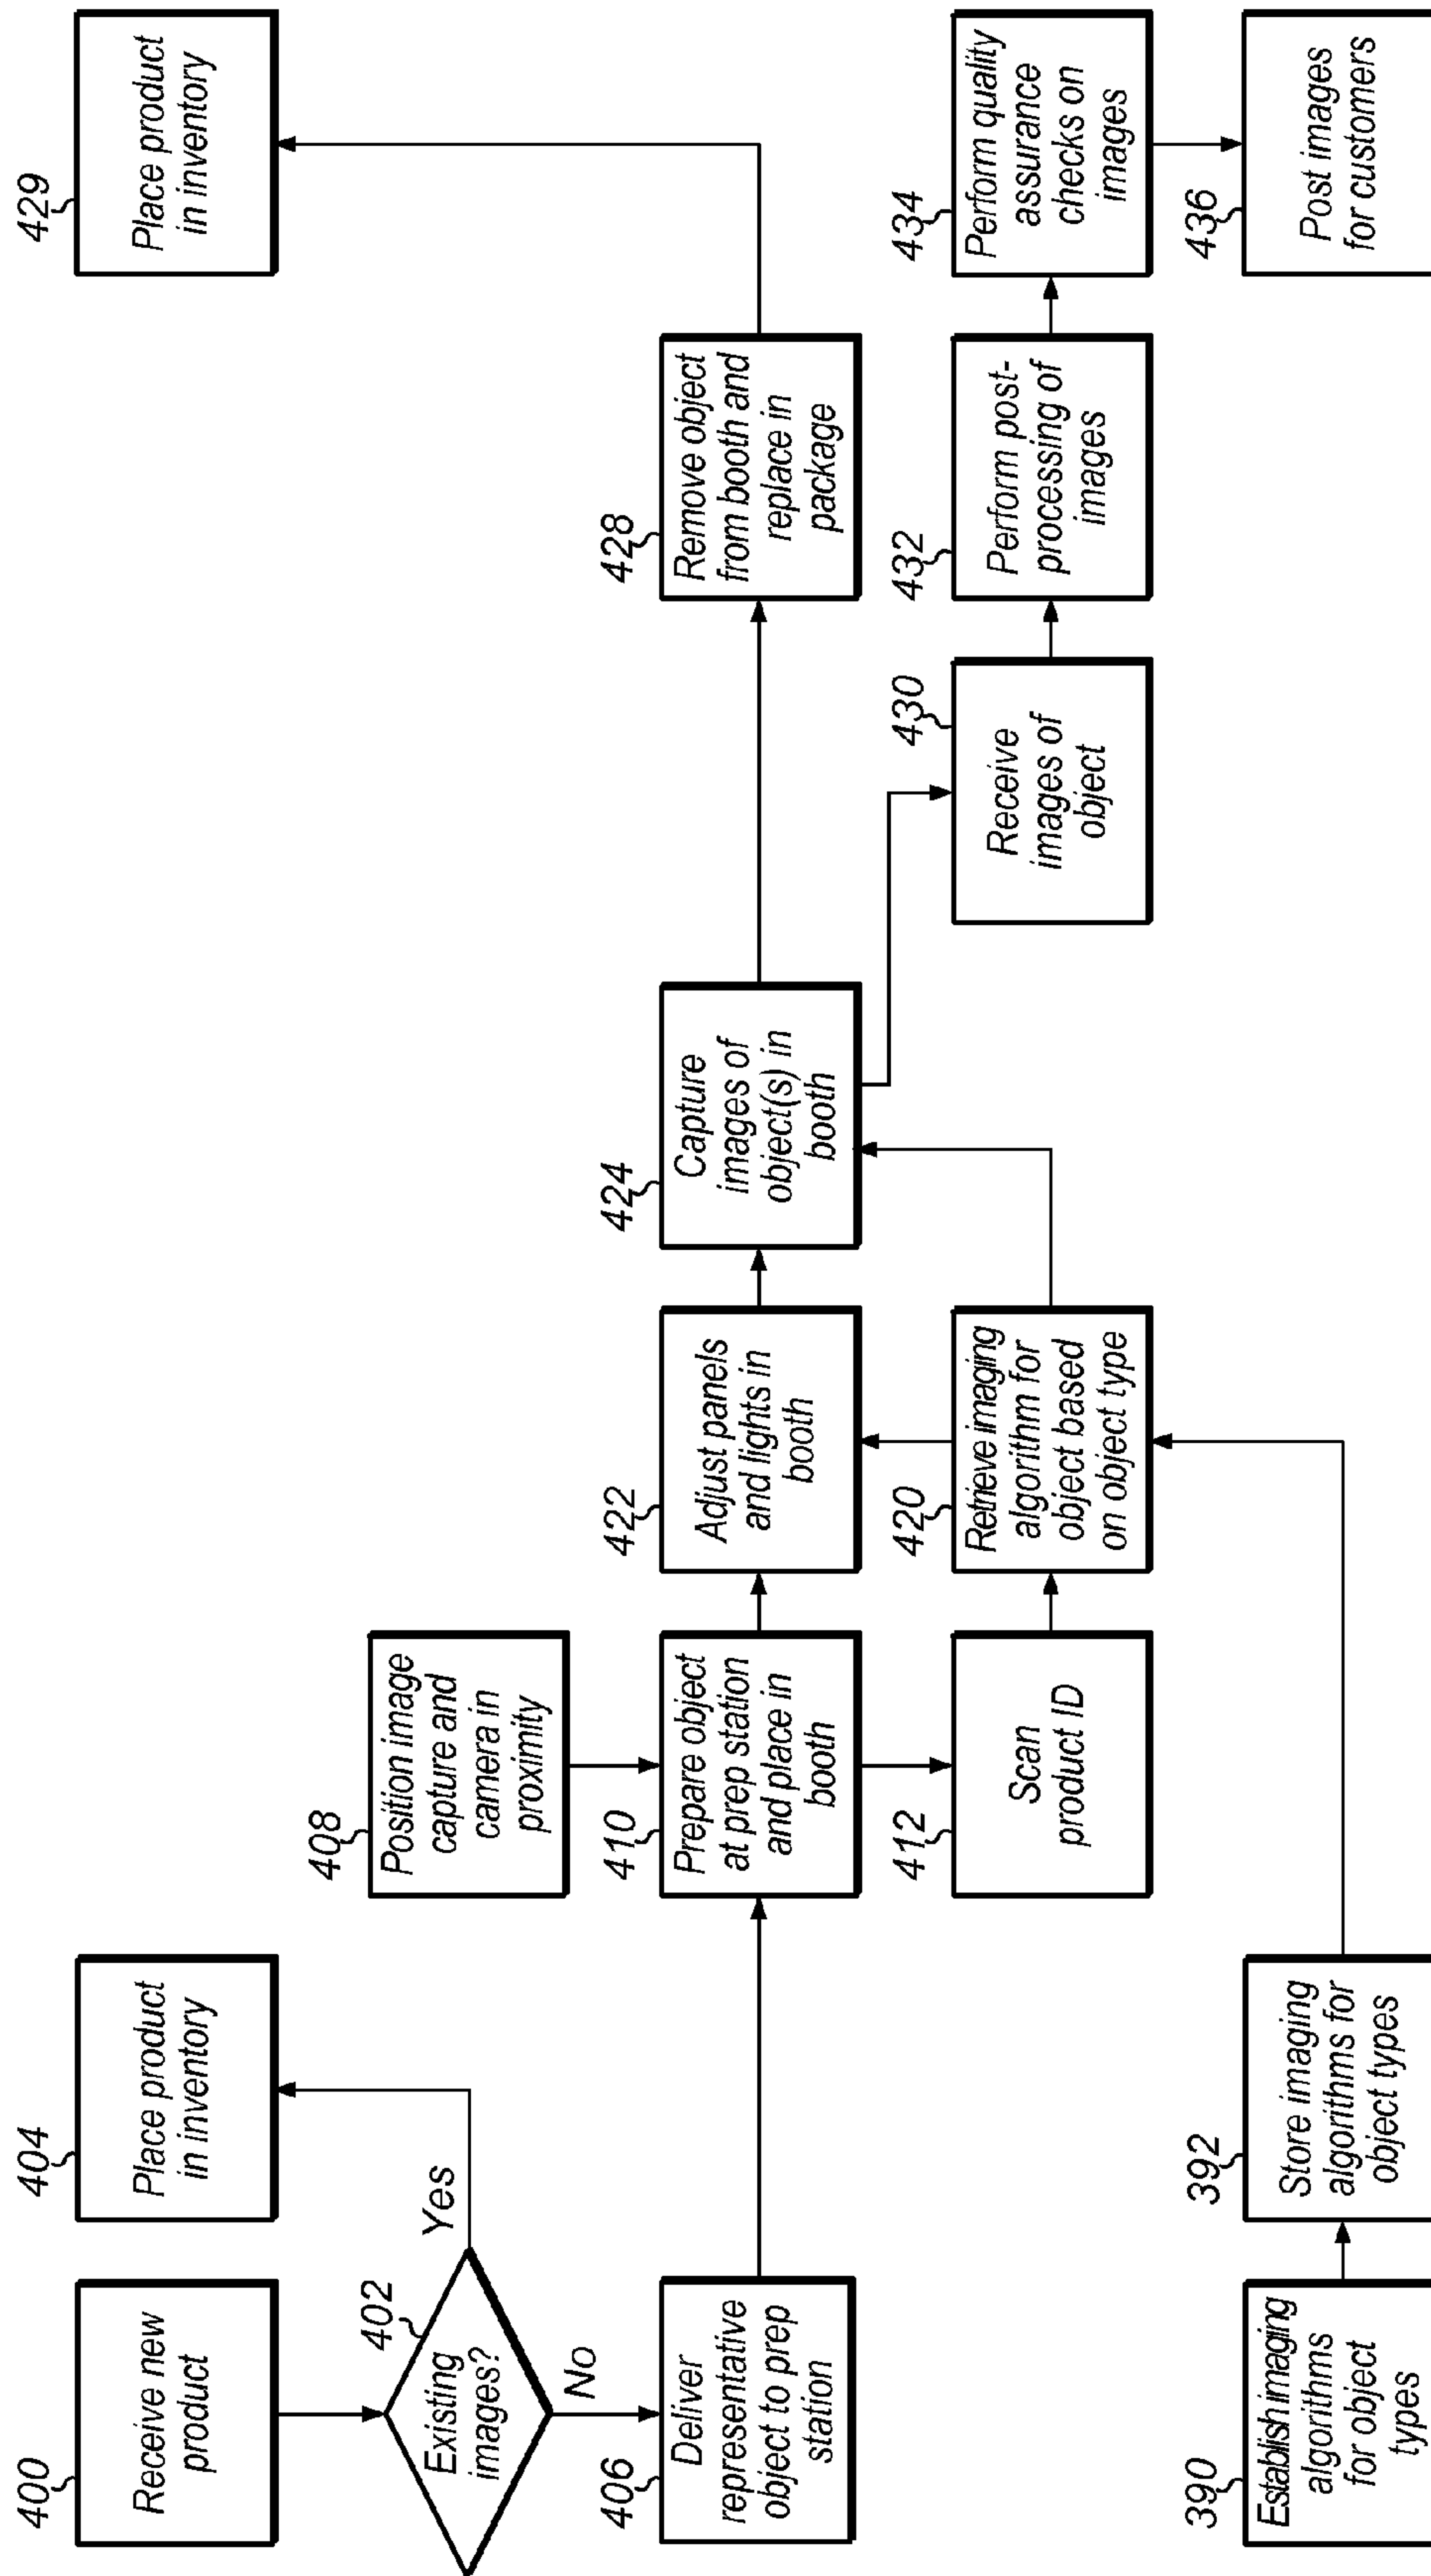 400
Receive new
product
402
Existing
images?
Yes
No
404
Place product
in inventory
406
Deliver
representative
object to prep
station
408
Position image
capture and
camera in
proximity
410
Prepare object
at prep station
and place in
booth
412
Scan
product ID
390
Establish imaging
algorithms
for object
types
392
Store imaging
algorithms for
object types
420
Retrieve imaging
algorithm for
object based
on object type
422
Adjust panels
and lights in
booth
424
Capture
images of
object(s) in
booth
428
Remove object
from booth and
replace in
package
429
Place product
in inventory
430
Receive
images of
object
432
Perform post-
processing of
images
434
Perform quality
assurance
checks on
images
436
Post images
for customers